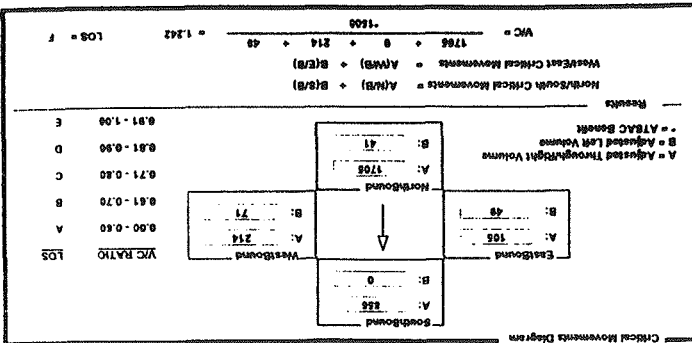 Critical Movements Diagram
SouthBound
A: 856
B: 0
EastBound
A: 105
B: 49
WestBound
A: 214
B: 71
NorthBound
A: 1705
B: 41
V/C RATIO LOS
0.00 - 0.60 A
0.61 - 0.70 B
0.71 - 0.80 C
0.81 - 0.90 D
0.91 - 1.00 E
A = Adjusted Through/Right Volume
B = Adjusted Left Volume
* = ATSAC Benefit
Results
North/South Critical Movements = A(N/B) + B(S/B)
West/East Critical Movements = A(W/B) + B(E/B)
V/C = 1705 + 0 + 214 + 49 = 1.242 LOS = F
*1500